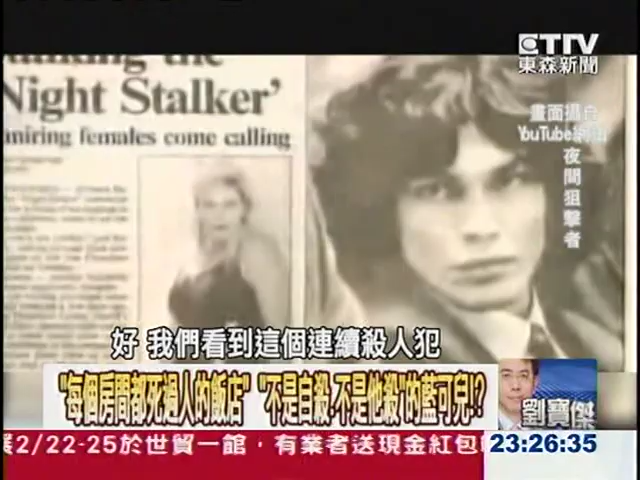 ETTV
東森新聞
Night Stalker'
miring females come calling
畫面攝自
YouTube網站
夜間狙擊者
好 我們看到這個連續殺人犯
"每個房間都死過人的飯店" "不是自殺!不是他殺"的藍可兒!?
劉寶傑
展2/22-25於世貿一館，有業者送現金紅包
23:26:35